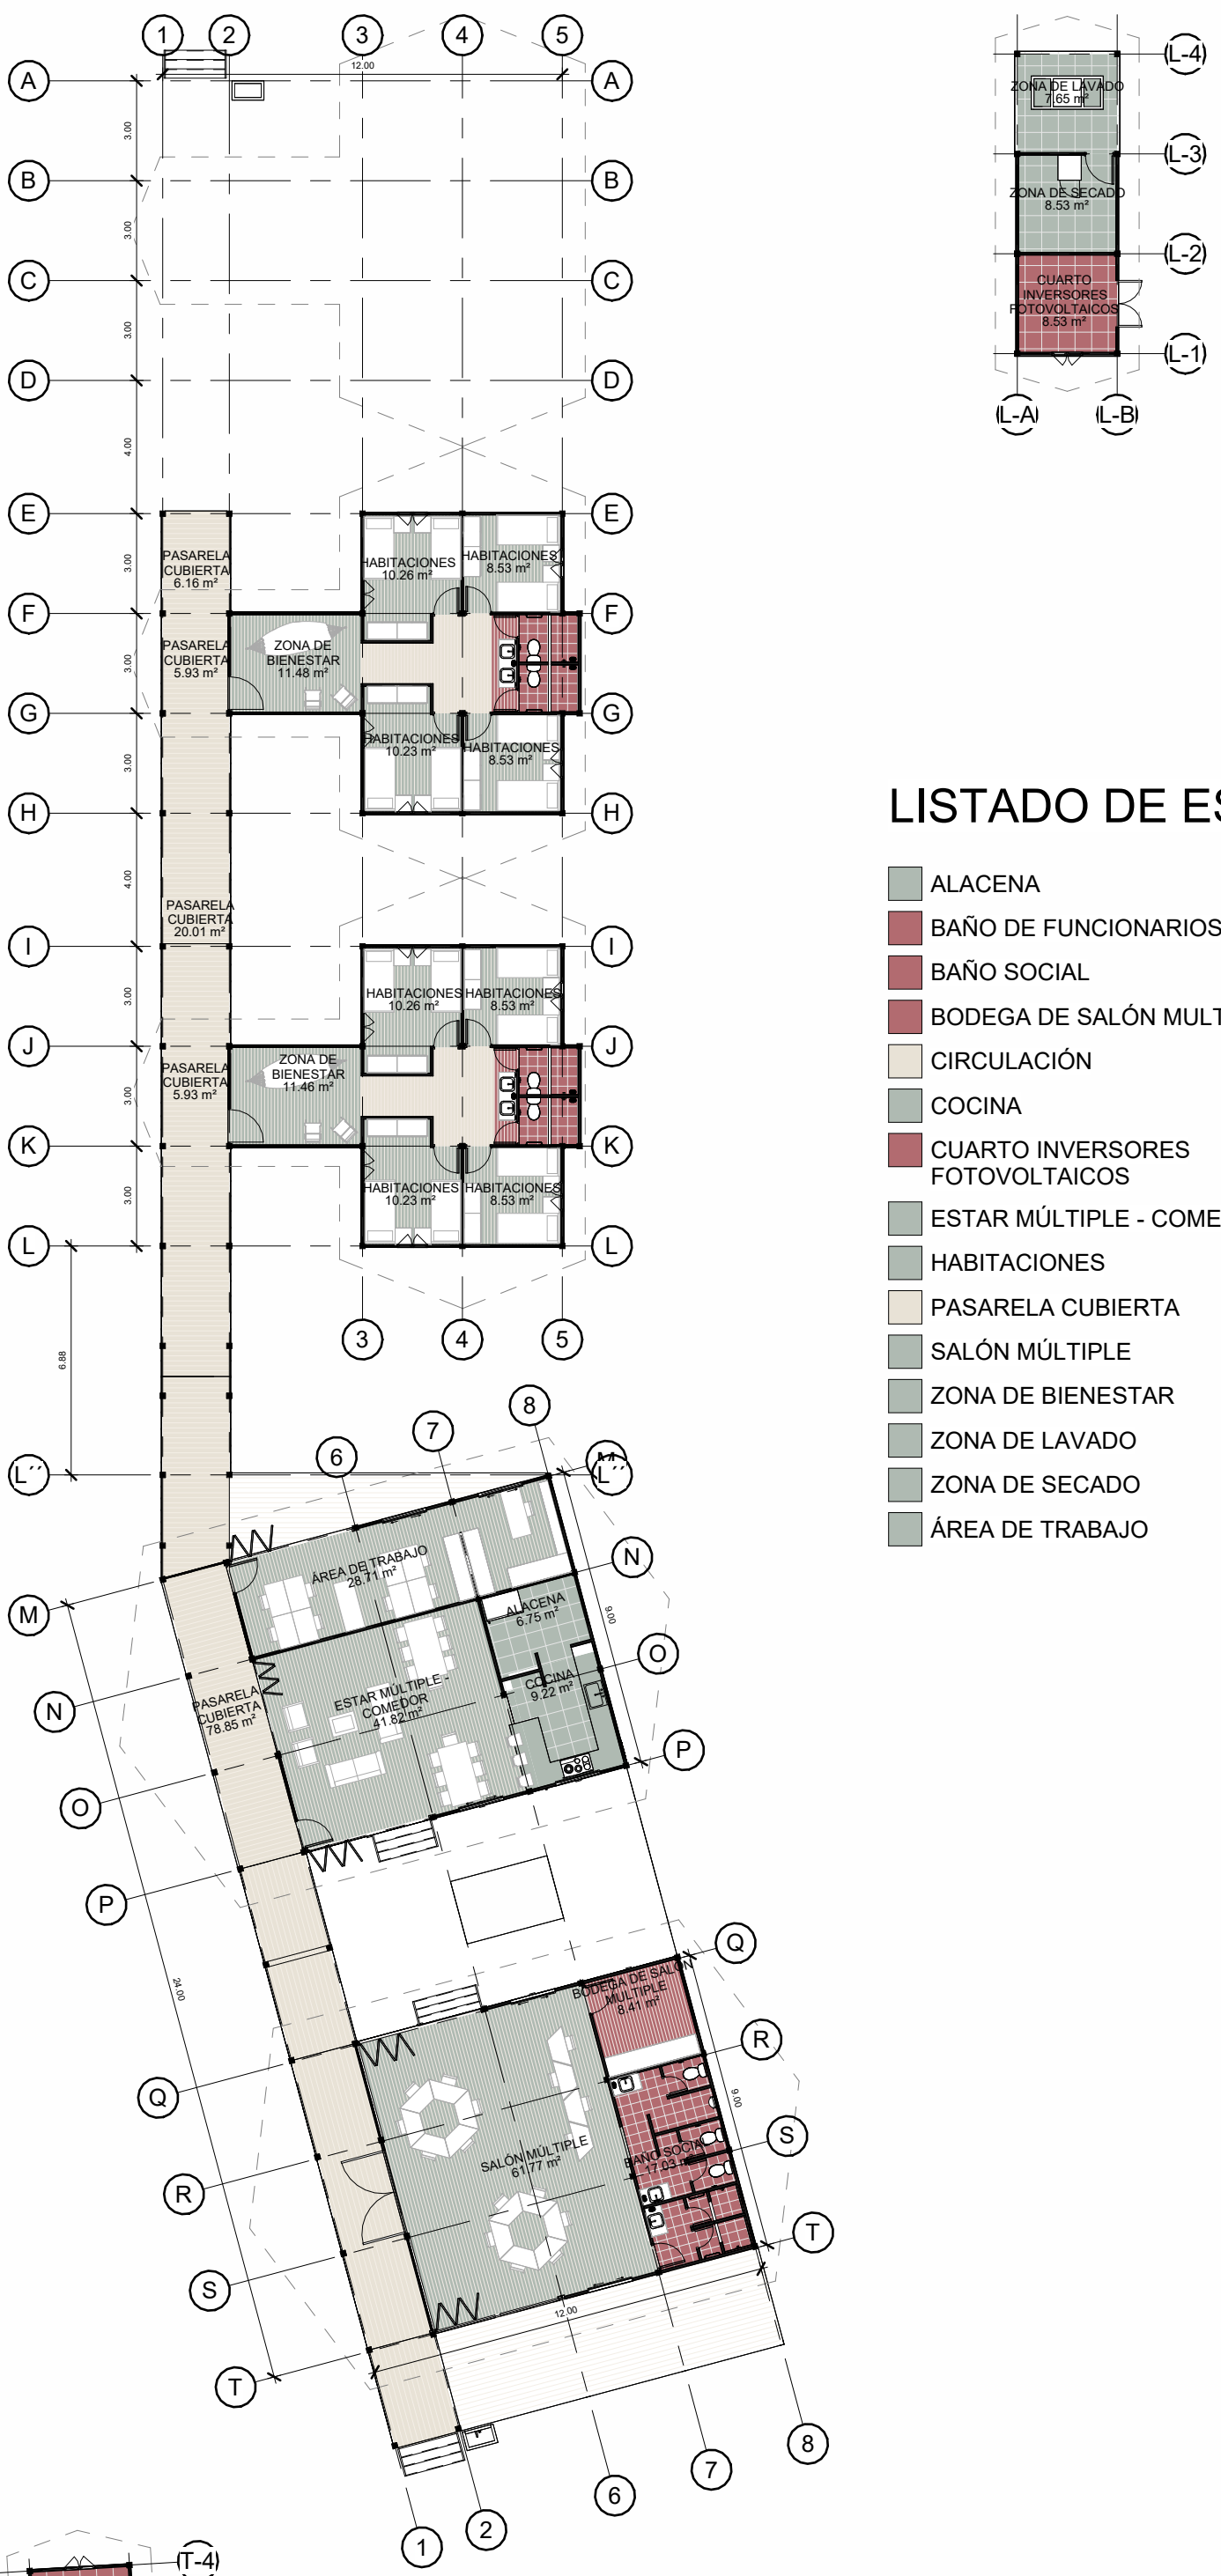 1 2 3 4 5
12.00
A A
3.00
B B
3.00
C C
3.00
D D
4.00
E E
3.00
F F
3.00
G G
3.00
H H
4.00
I I
3.00
J J
3.00
K K
3.00
L L
6.88
L´´ L´´
PASARELA
CUBIERTA
6.16 m²
HABITACIONES
10.26 m²
HABITACIONES
8.53 m²
PASARELA
CUBIERTA
5.93 m²
ZONA DE
BIENESTAR
11.48 m²
HABITACIONES
10.23 m²
HABITACIONES
8.53 m²
PASARELA
CUBIERTA
20.01 m²
HABITACIONES
10.26 m²
HABITACIONES
8.53 m²
PASARELA
CUBIERTA
5.93 m²
ZONA DE
BIENESTAR
11.46 m²
HABITACIONES
10.23 m²
HABITACIONES
8.53 m²
3 4 5
6 7 8
M
N
O
P
9.00
M
N
O
P
24.00
ÁREA DE TRABAJO
28.71 m²
ALACENA
6.75 m²
COCINA
9.22 m²
ESTAR MÚLTIPLE -
COMEDOR
41.82 m²
PASARELA
CUBIERTA
78.85 m²
Q
R
S
T
9.00
Q
R
S
T
BODEGA DE SALÓN
MULTIPLE
8.41 m²
SALÓN MÚLTIPLE
61.77 m²
BAÑO SOCIAL
17.03 m²
12.00
1 2 6 7 8
T-4
L-4
L-3
L-2
L-1
L-A L-B
ZONA DE LAVADO
7.65 m²
ZONA DE SECADO
8.53 m²
CUARTO
INVERSORES
FOTOVOLTAICOS
8.53 m²
LISTADO DE ES
ALACENA
BAÑO DE FUNCIONARIOS
BAÑO SOCIAL
BODEGA DE SALÓN MULT
CIRCULACIÓN
COCINA
CUARTO INVERSORES
FOTOVOLTAICOS
ESTAR MÚLTIPLE - COME
HABITACIONES
PASARELA CUBIERTA
SALÓN MÚLTIPLE
ZONA DE BIENESTAR
ZONA DE LAVADO
ZONA DE SECADO
ÁREA DE TRABAJO